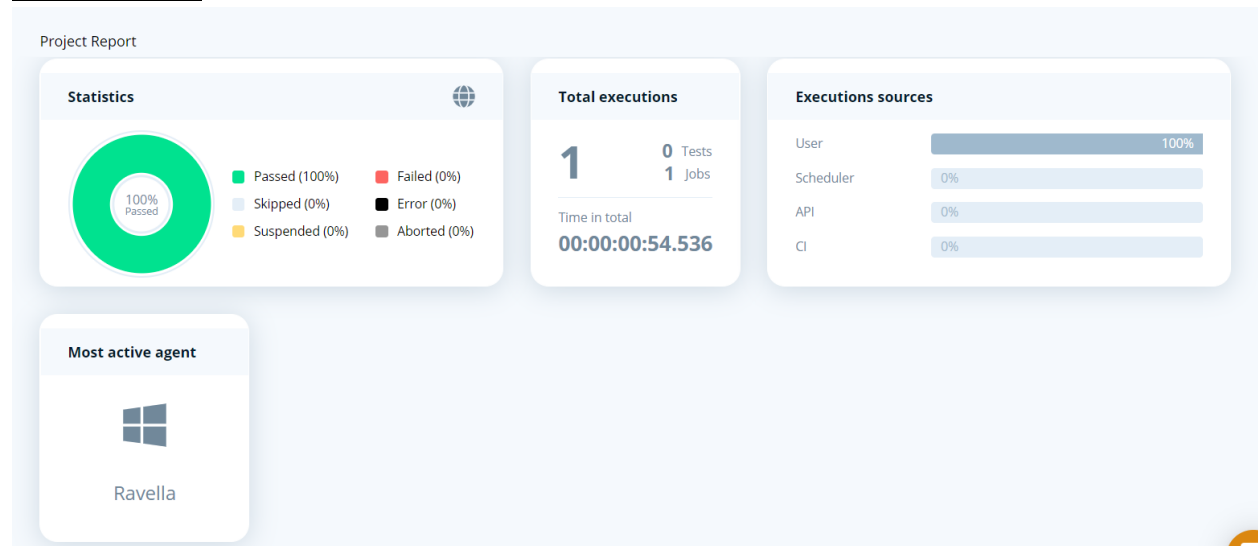 Project Report
Statistics
100%
Passed
Passed (100%)
Failed (0%)
Skipped (0%)
Error (0%)
Suspended (0%)
Aborted (0%)
Total executions
1
0 Tests
1 Jobs
Time in total
00:00:00:54.536
Executions sources
User 100%
Scheduler 0%
API 0%
CI 0%
Most active agent
Ravella